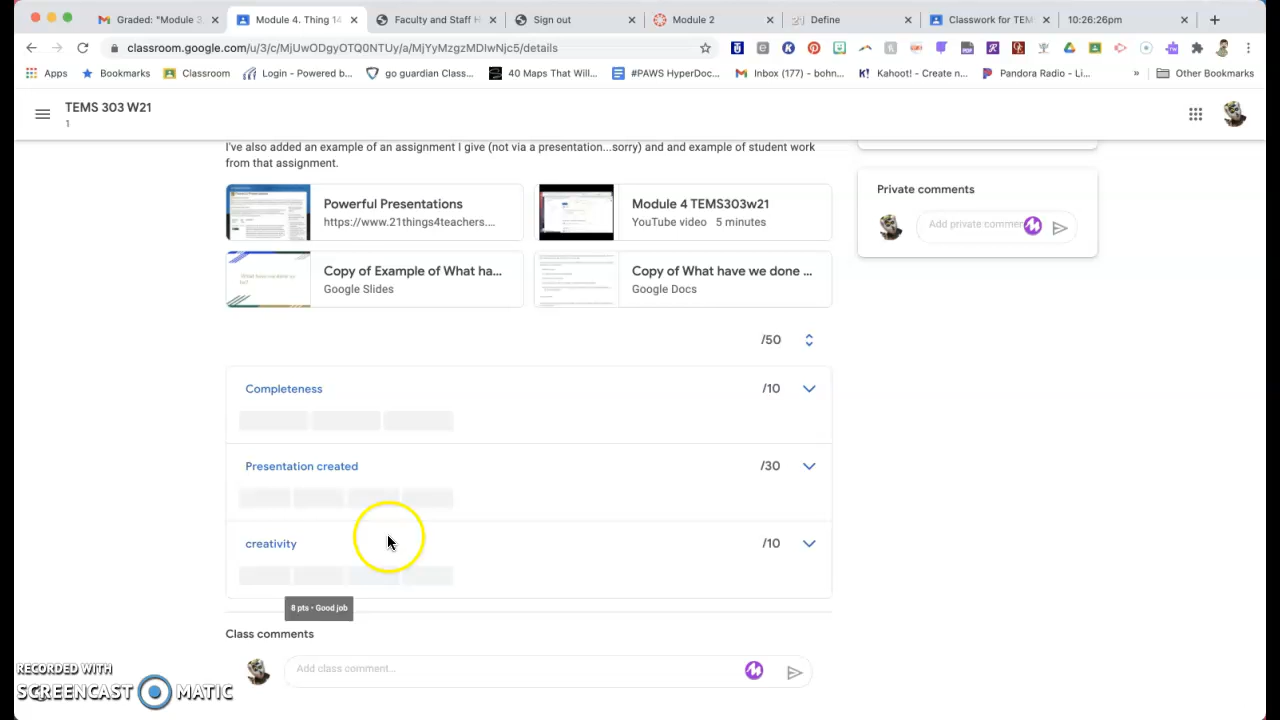 Graded: "Module 3.
Module 4. Thing 14
Faculty and Staff H
Sign out
Module 2
Define
Classwork for TEM
10:26:26pm
classroom.google.com/u/3/c/MjUwODgyOTQ0NTUy/a/MjYyMzgzMDIwNjc5/details
Apps
Bookmarks
Classroom
Login - Powered b...
go guardian Class...
40 Maps That Will...
#PAWS HyperDoc...
Inbox (177) - bohn...
Kahoot! - Create n...
Pandora Radio - Li...
»
Other Bookmarks
TEMS 303 W21
1
I've also added an example of an assignment I give (not via a presentation...sorry) and and example of student work
from that assignment.
Powerful Presentations
https://www.21things4teachers....
Module 4 TEMS303w21
YouTube video 5 minutes
Copy of Example of What ha...
Google Slides
Copy of What have we done ...
Google Docs
Private comments
Add private commen
/50
Completeness /10
Presentation created /30
creativity /10
8 pts • Good job
Class comments
Add class comment...
RECORDED WITH
SCREENCAST MATIC